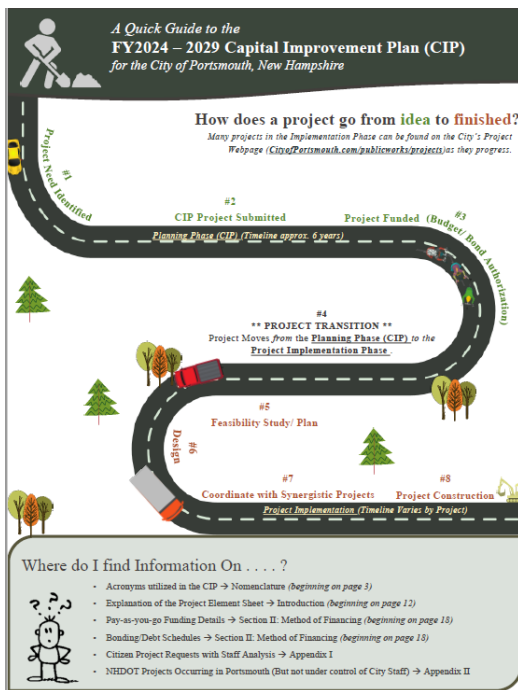 A Quick Guide to the
FY2024 – 2029 Capital Improvement Plan (CIP)
for the City of Portsmouth, New Hampshire
How does a project go from idea to finished?
Many projects in the Implementation Phase can be found on the City's Project
Webpage (CityofPortsmouth.com/publicworks/projects)as they progress.
#1
Project Need Identified
#2
CIP Project Submitted
#3
Project Funded (Budget/ Bond Authorization)
Planning Phase (CIP) (Timeline approx. 6 years)
#4
** PROJECT TRANSITION **
Project Moves from the Planning Phase (CIP) to the
Project Implementation Phase .
#5
Feasibility Study/ Plan
#6
Design
#7
Coordinate with Synergistic Projects
#8
Project Construction
Project Implementation (Timeline Varies by Project)
Where do I find Information On . . . . ?
• Acronyms utilized in the CIP → Nomenclature (beginning on page 3)
• Explanation of the Project Element Sheet → Introduction (beginning on page 12)
• Pay-as-you-go Funding Details → Section II: Method of Financing (beginning on page 18)
• Bonding/Debt Schedules → Section II: Method of Financing (beginning on page 18)
• Citizen Project Requests with Staff Analysis → Appendix I
• NHDOT Projects Occurring in Portsmouth (But not under control of City Staff) → Appendix II
? ? ?